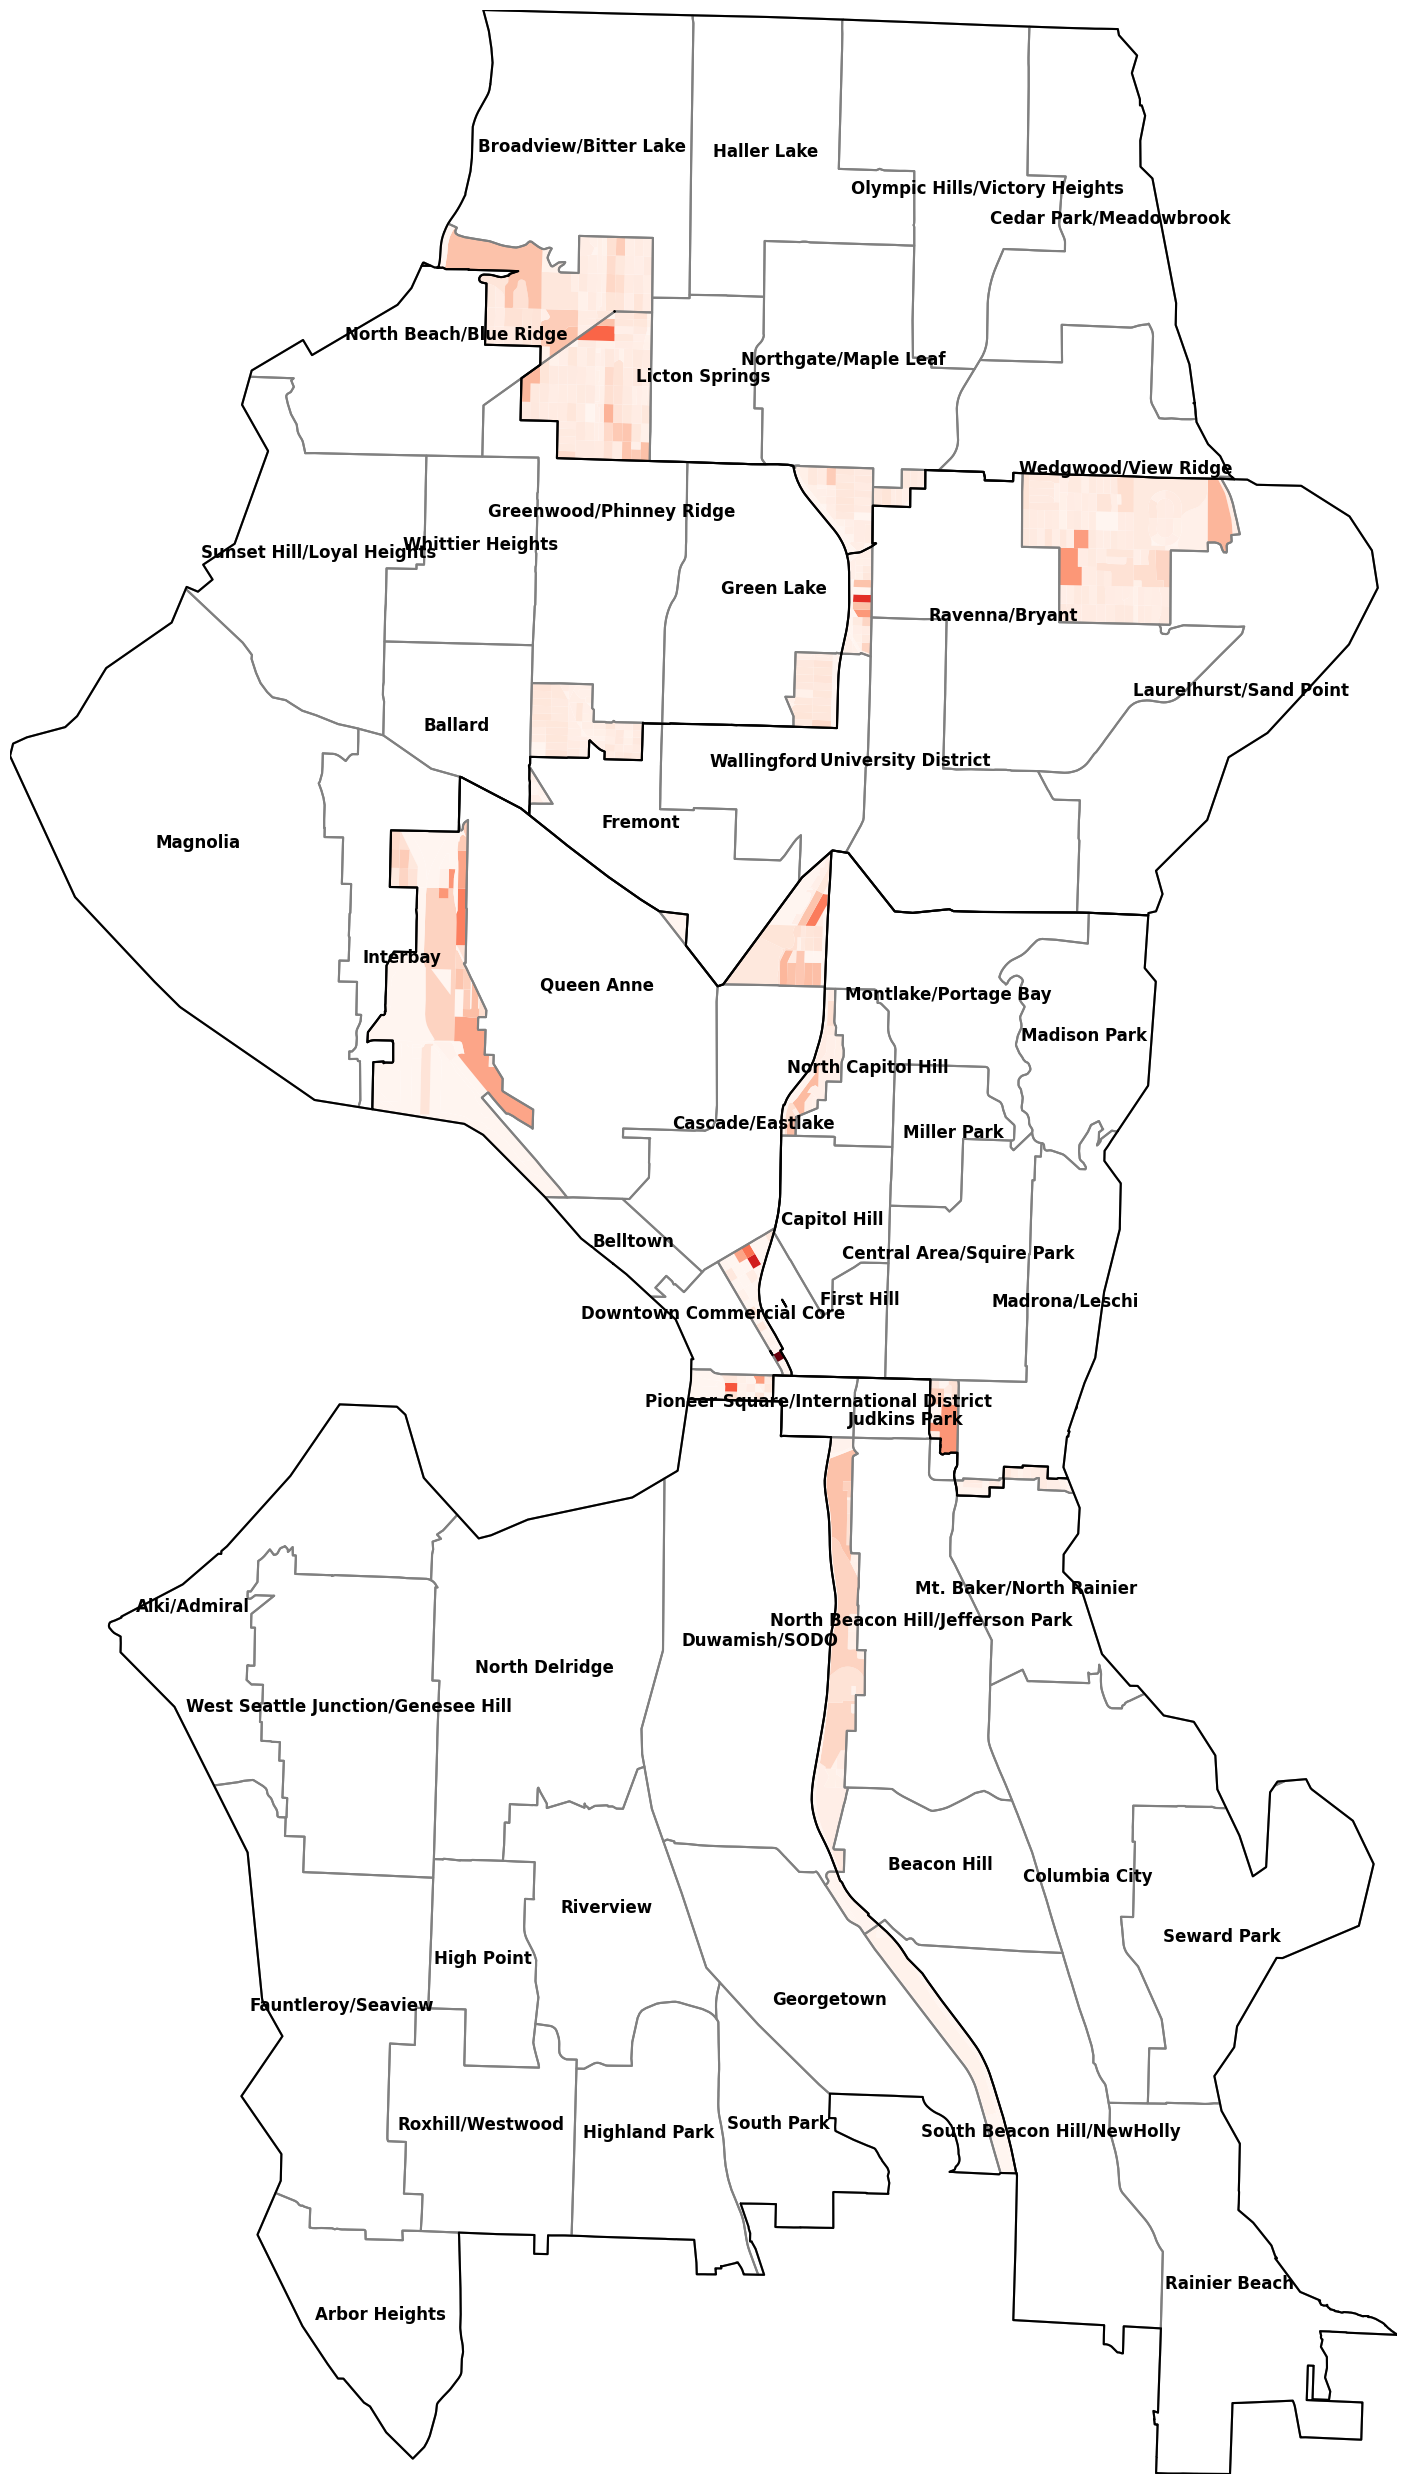 Broadview/Bitter Lake
Haller Lake
Olympic Hills/Victory Heights
Cedar Park/Meadowbrook
North Beach/Blue Ridge
Northgate/Maple Leaf
Licton Springs
Wedgwood/View Ridge
Greenwood/Phinney Ridge
Whittier Heights
Sunset Hill/Loyal Heights
Green Lake
Ravenna/Bryant
Laurelhurst/Sand Point
Ballard
Wallingford
University District
Fremont
Magnolia
Interbay
Queen Anne
Montlake/Portage Bay
Madison Park
North Capitol Hill
Cascade/Eastlake
Miller Park
Capitol Hill
Belltown
Central Area/Squire Park
First Hill
Madrona/Leschi
Downtown Commercial Core
Pioneer Square/International District
Judkins Park
Mt. Baker/North Rainier
Alki/Admiral
North Beacon Hill/Jefferson Park
Duwamish/SODO
North Delridge
West Seattle Junction/Genesee Hill
Beacon Hill
Columbia City
Riverview
Seward Park
High Point
Georgetown
Fauntleroy/Seaview
Roxhill/Westwood
South Park
Highland Park
South Beacon Hill/NewHolly
Rainier Beach
Arbor Heights